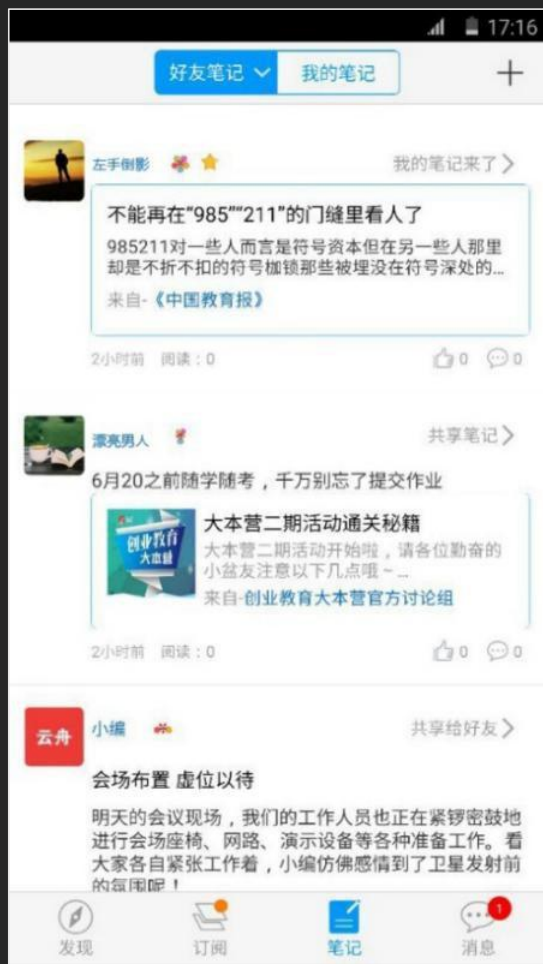 17:16
好友笔记 我的笔记
左手倒影 我的笔记来了
不能再在“985”“211”的门缝里看人了
985211对一些人而言是符号资本但在另一些人那里
却是不折不扣的符号枷锁那些被埋没在符号深处的...
来自-《中国教育报》
2小时前 阅读：0 0 0
漂亮男人 共享笔记
6月20之前随学随考，千万别忘了提交作业
创业教育
大本营
大本营二期活动通关秘籍
大本营二期活动开始啦，请各位勤奋的
小盆友注意以下几点哦～...
来自-创业教育大本营官方讨论组
2小时前 阅读：0 0 0
云舟
小编 共享给好友
会场布置 虚位以待
明天的会议现场，我们的工作人员也正在紧锣密鼓地
进行会场座椅、网路、演示设备等各种准备工作。看
大家各自紧张工作着，小编仿佛感情到了卫星发射前
的氛围呢！
1
发现 订阅 笔记 消息